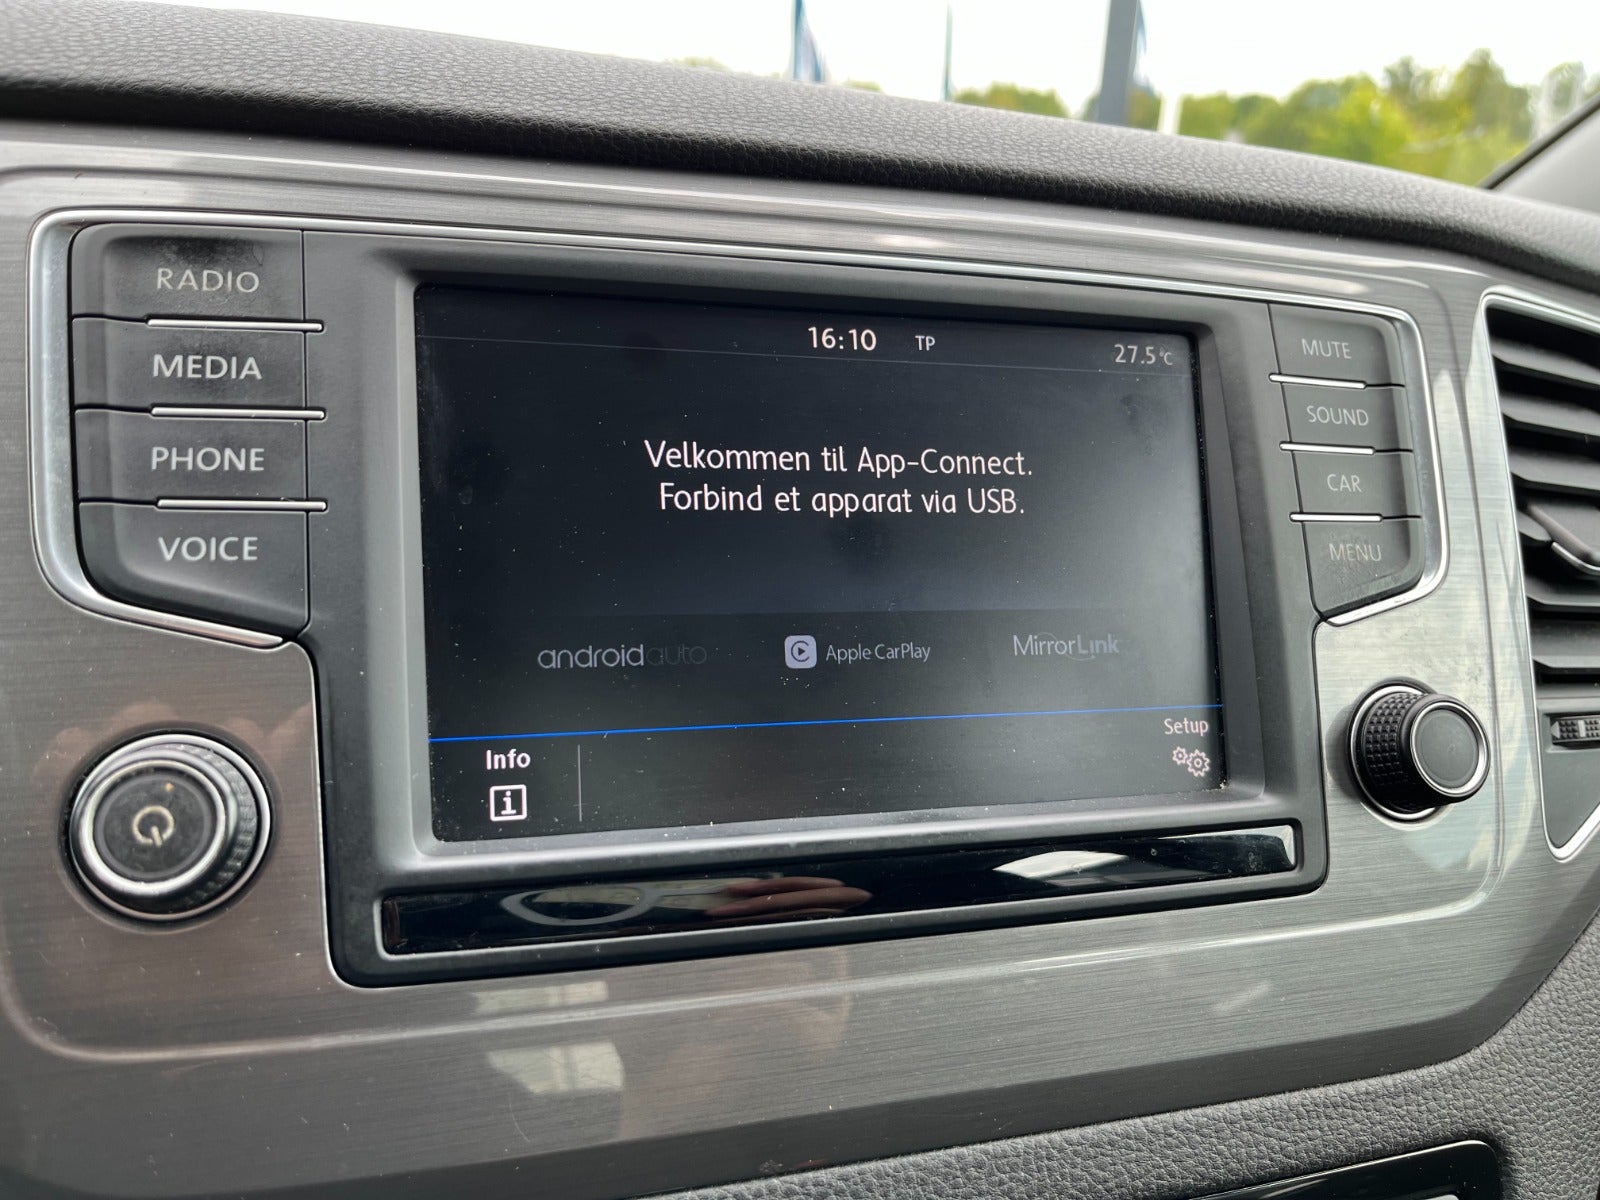 RADIO
MEDIA
PHONE
VOICE
16:10 TP 27.5°C
Velkommen til App-Connect.
Forbind et apparat via USB.
androidauto Apple CarPlay MirrorLink
Info
i
Setup
MUTE
SOUND
CAR
MENU